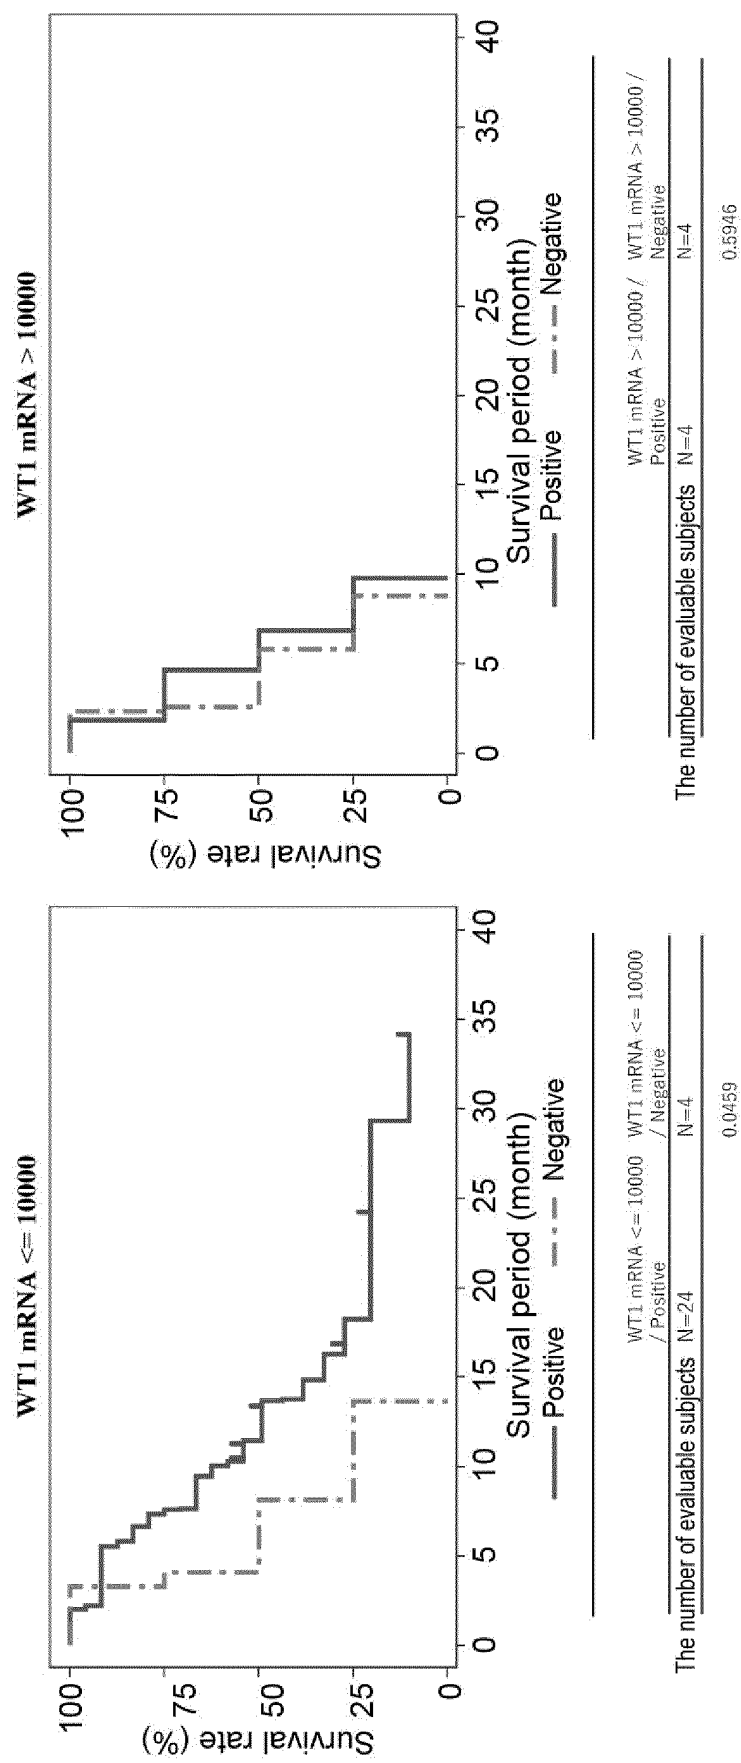 WT1 mRNA <= 10000
Survival rate (%)
100
75
50
25
0
0 5 10 15 20 25 30 35 40
Survival period (month)
Positive Negative
WT1 mRNA <= 10000 WT1 mRNA <= 10000
/ Positive / Negative
The number of evaluable subjects N=24 N=4
0.0459
WT1 mRNA > 10000
Survival rate (%)
100
75
50
25
0
0 5 10 15 20 25 30 35 40
Survival period (month)
Positive Negative
WT1 mRNA > 10000 / WT1 mRNA > 10000 /
Positive Negative
The number of evaluable subjects N=4 N=4
0.5946